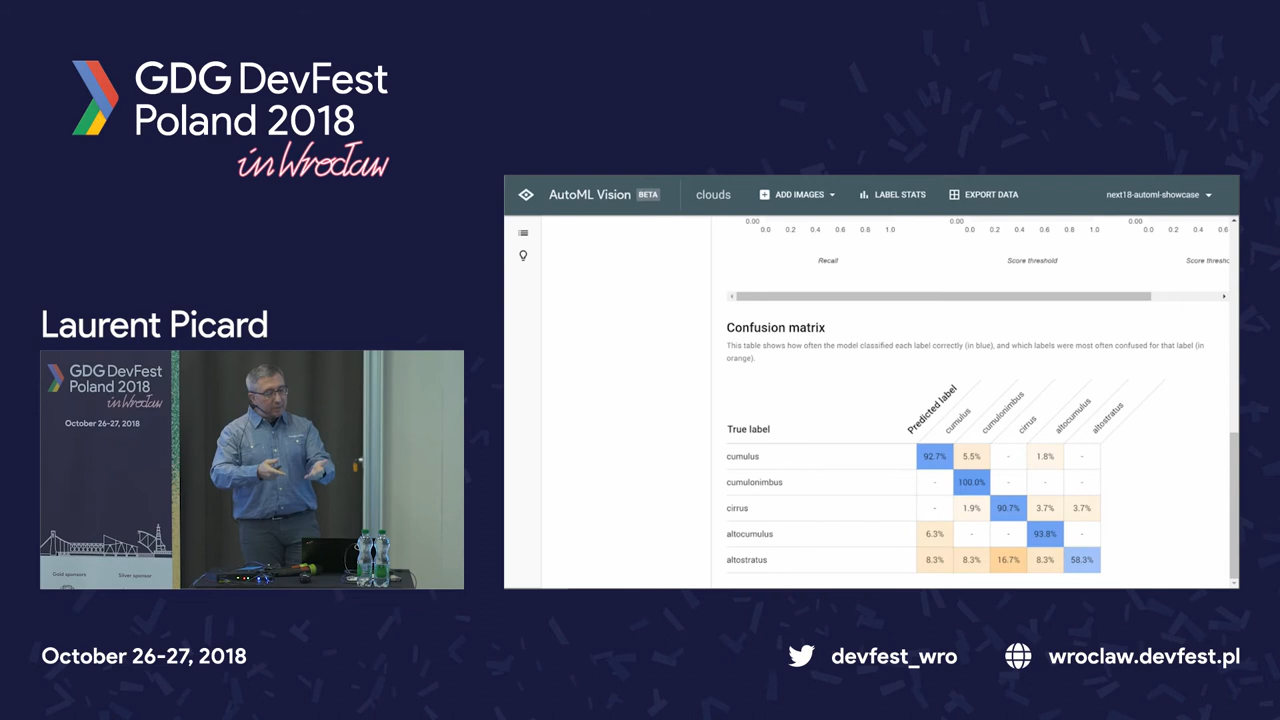 GDG DevFest
Poland 2018
in Wrocław
Laurent Picard
GDG DevFest
Poland 2018
in Wrocław
October 26-27, 2018
Gold sponsors
Silver sponsor
AutoML Vision BETA
clouds
ADD IMAGES
LABEL STATS
EXPORT DATA
next18-automl-showcase
0.00 0.00 0.00
0.0 0.2 0.4 0.6 0.8 1.0 0.0 0.2 0.4 0.6 0.8 1.0 0.0 0.2 0.4 0.6
Recall Score threshold Score thresho
Confusion matrix
This table shows how often the model classified each label correctly (in blue), and which labels were most often confused for that label (in
orange).
True label Predicted label cumulus cumulonimbus cirrus altocumulus altostratus
cumulus 92.7% 5.5% - 1.8% -
cumulonimbus - 100.0% - - -
cirrus - 1.9% 90.7% 3.7% 3.7%
altocumulus 6.3% - - 93.8% -
altostratus 8.3% 8.3% 16.7% 8.3% 58.3%
October 26-27, 2018
devfest_wro
wroclaw.devfest.pl